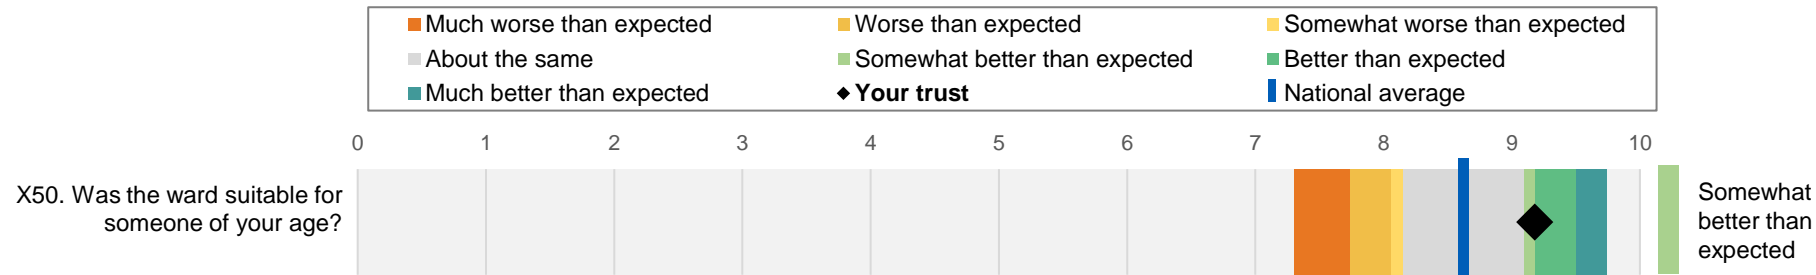 Much worse than expected Worse than expected Somewhat worse than expected
About the same Somewhat better than expected Better than expected
Much better than expected Your trust National average
0 1 2 3 4 5 6 7 8 9 10
X50. Was the ward suitable for
someone of your age?
Somewhat
better than
expected